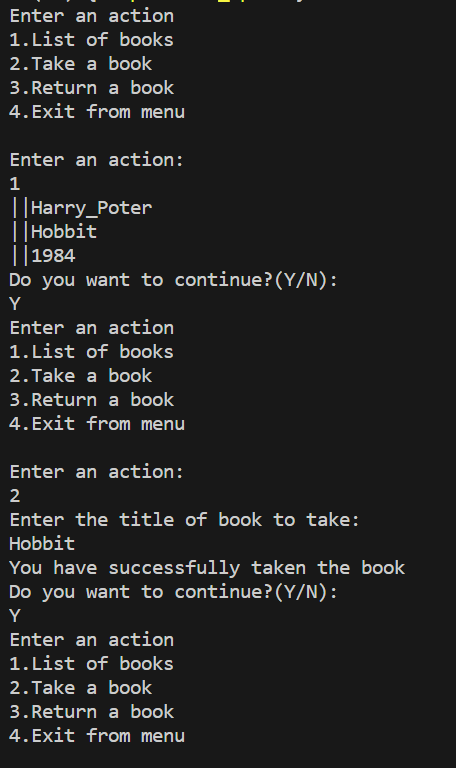 Enter an action
1.List of books
2.Take a book
3.Return a book
4.Exit from menu
Enter an action:
1
||Harry_Poter
||Hobbit
||1984
Do you want to continue?(Y/N):
Y
Enter an action
1.List of books
2.Take a book
3.Return a book
4.Exit from menu
Enter an action:
2
Enter the title of book to take:
Hobbit
You have successfully taken the book
Do you want to continue?(Y/N):
Y
Enter an action
1.List of books
2.Take a book
3.Return a book
4.Exit from menu